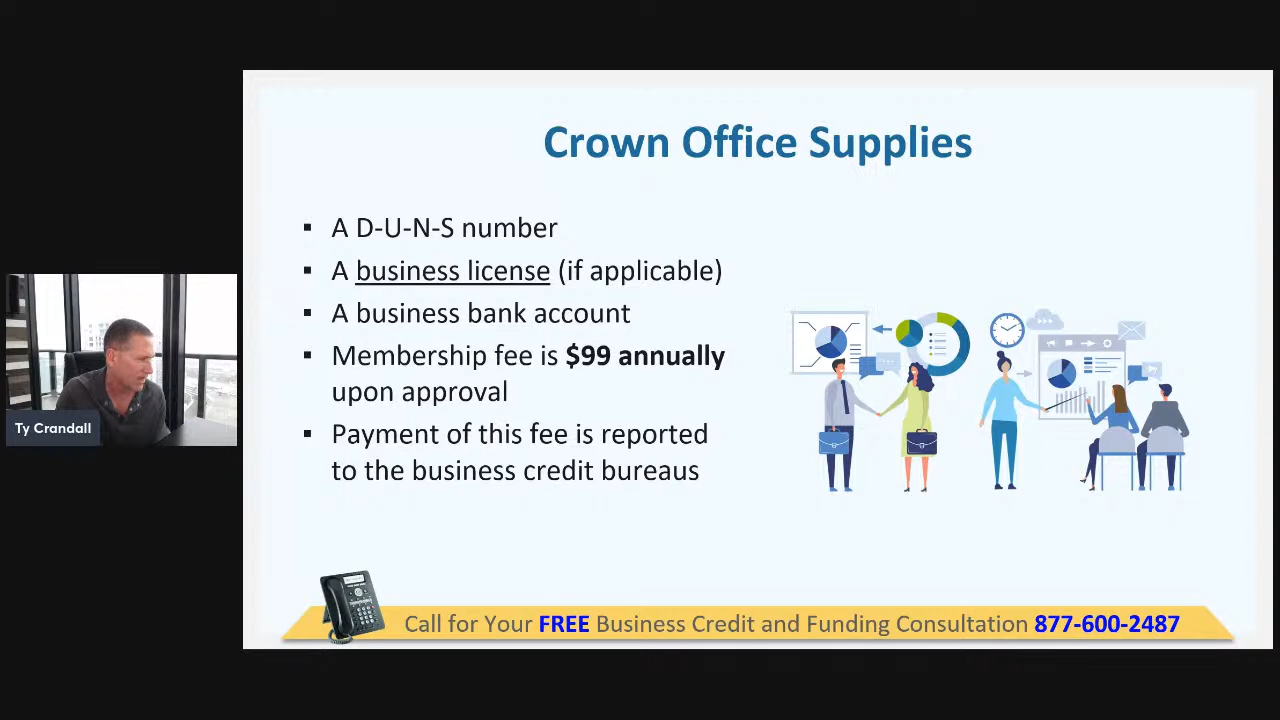 Crown Office Supplies
▪ A D-U-N-S number
▪ A business license (if applicable)
▪ A business bank account
▪ Membership fee is $99 annually
upon approval
▪ Payment of this fee is reported
to the business credit bureaus
Ty Crandall
Call for Your FREE Business Credit and Funding Consultation 877-600-2487